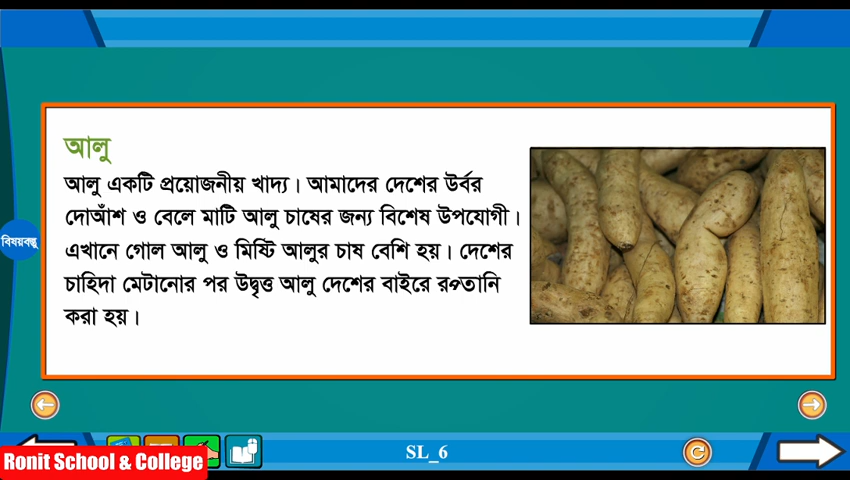 আলু
আলু একটি প্রয়োজনীয় খাদ্য। আমাদের দেশের উর্বর
দোআঁশ ও বেলে মাটি আলু চাষের জন্য বিশেষ উপযোগী।
এখানে গোল আলু ও মিষ্টি আলুর চাষ বেশি হয়। দেশের
চাহিদা মেটানোর পর উদ্বৃত্ত আলু দেশের বাইরে রপ্তানি
করা হয়।
বিষয়বস্তু
SL_6
Ronit School & College